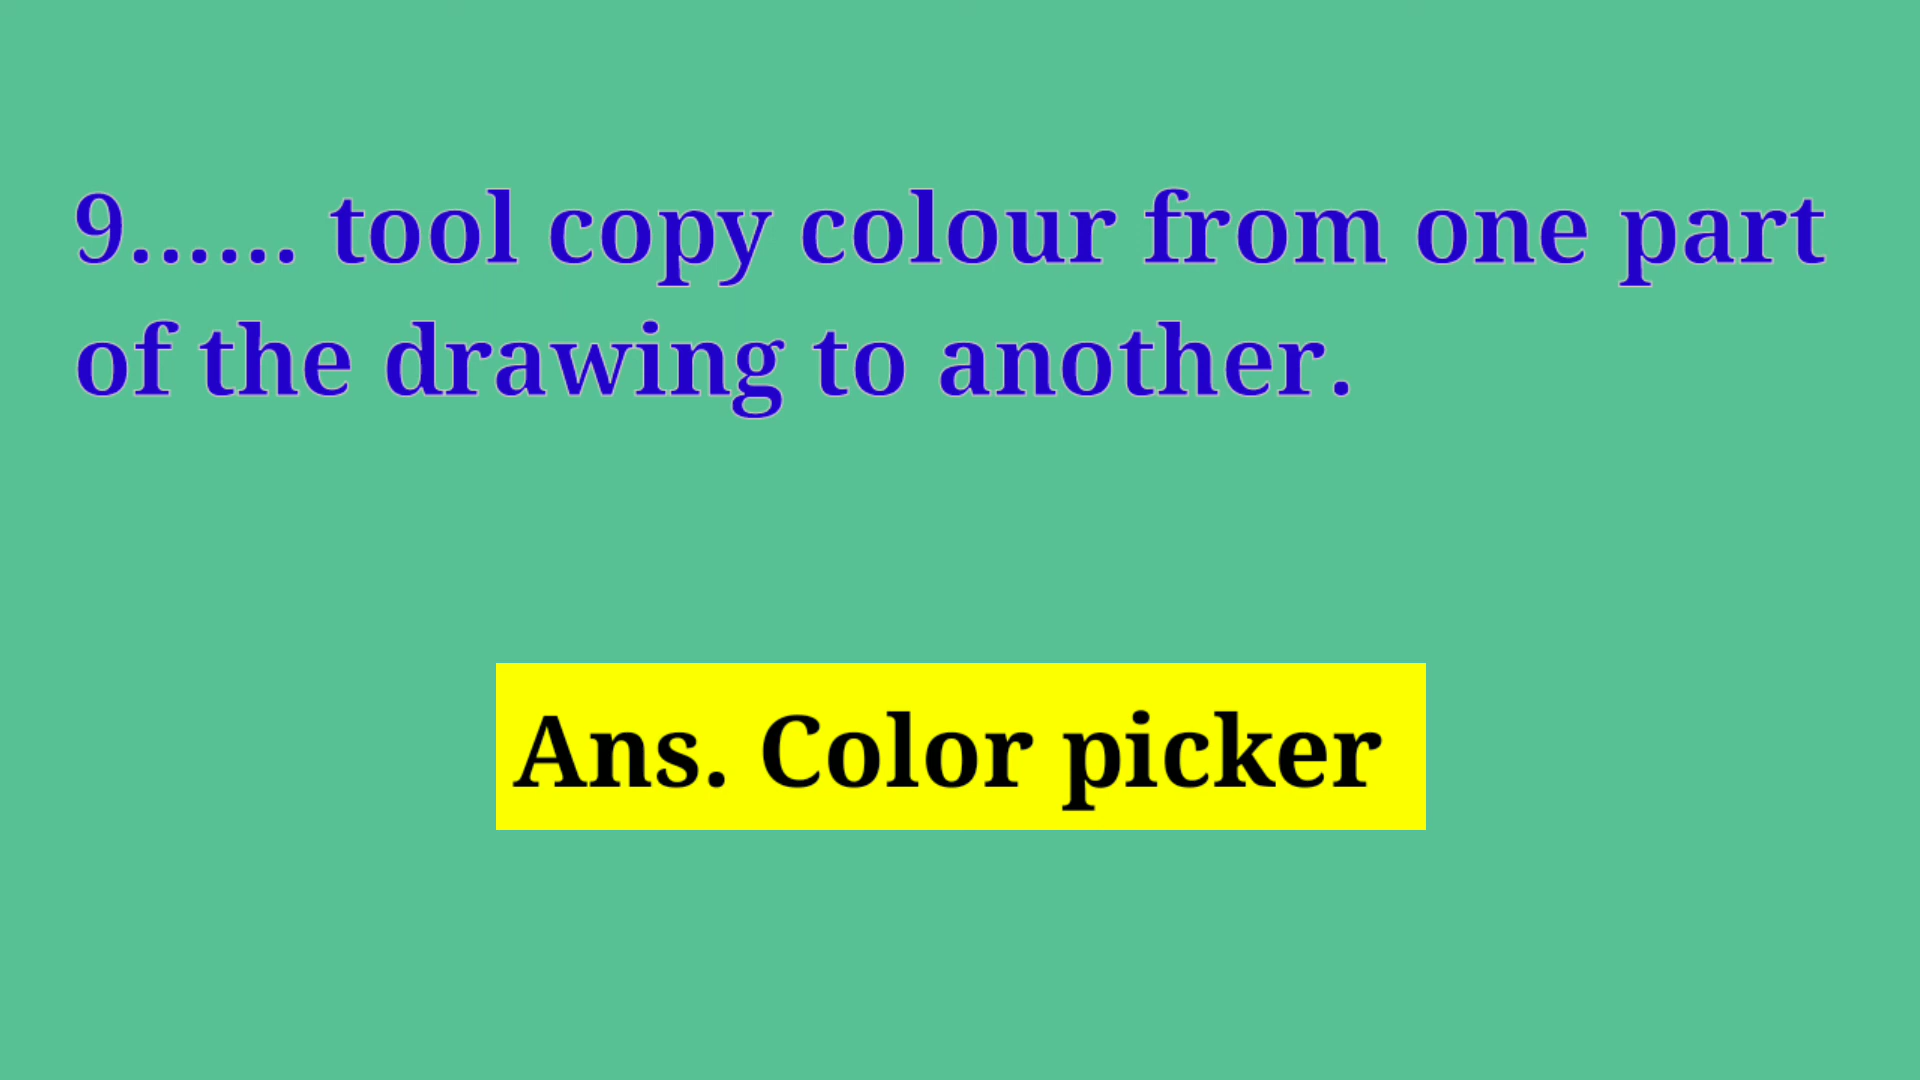 9...... tool copy colour from one part
of the drawing to another.
Ans. Color picker